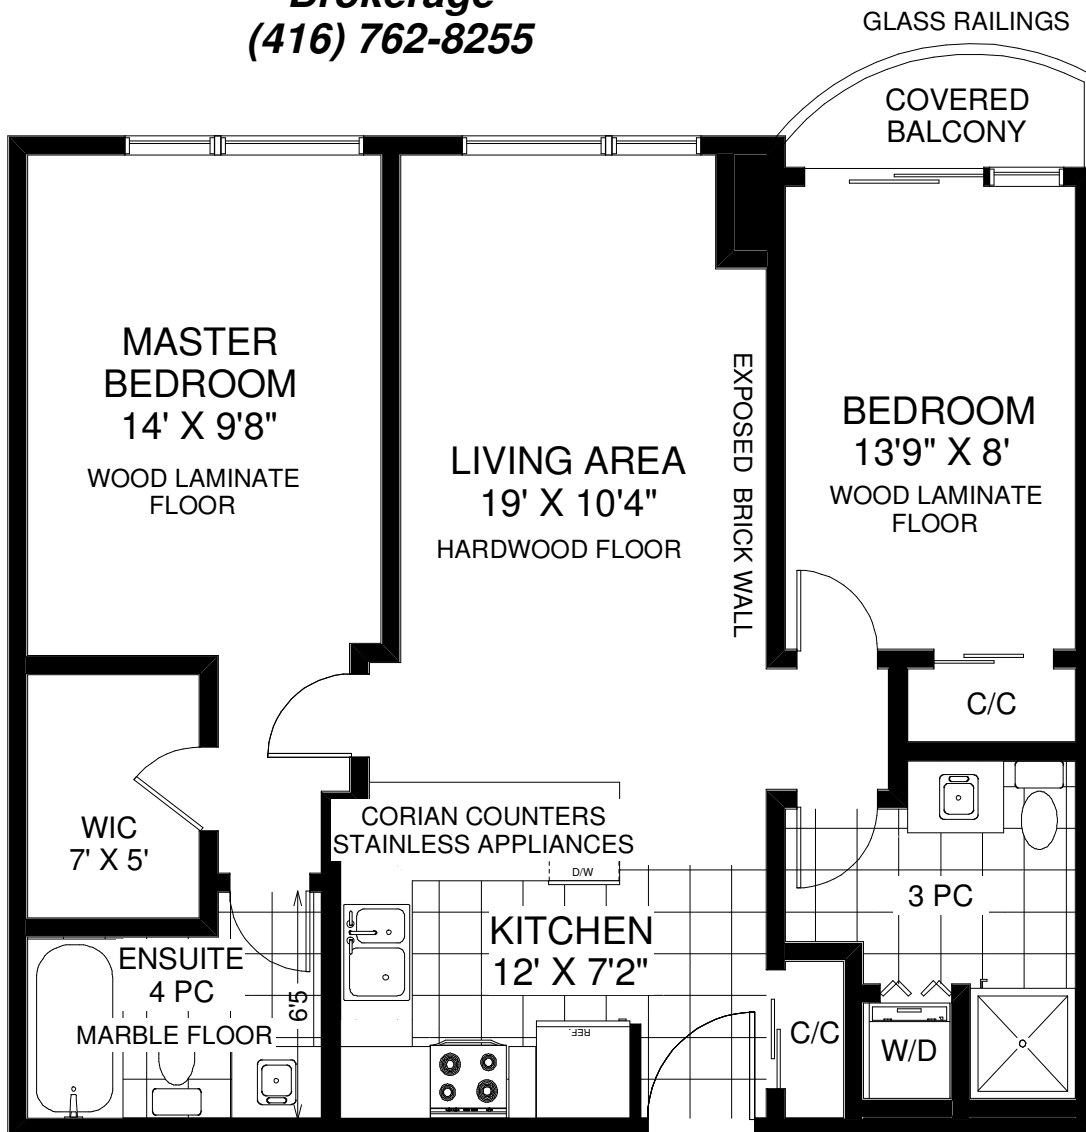 Brokerage
(416) 762-8255
GLASS RAILINGS
COVERED
BALCONY
MASTER
BEDROOM
14' X 9'8"
WOOD LAMINATE
FLOOR
LIVING AREA
19' X 10'4"
HARDWOOD FLOOR
EXPOSED BRICK WALL
BEDROOM
13'9" X 8'
WOOD LAMINATE
FLOOR
C/C
WIC
7' X 5'
CORIAN COUNTERS
STAINLESS APPLIANCES
D/W
KITCHEN
12' X 7'2"
REF.
3 PC
ENSUITE
4 PC
MARBLE FLOOR
6'5
C/C
W/D